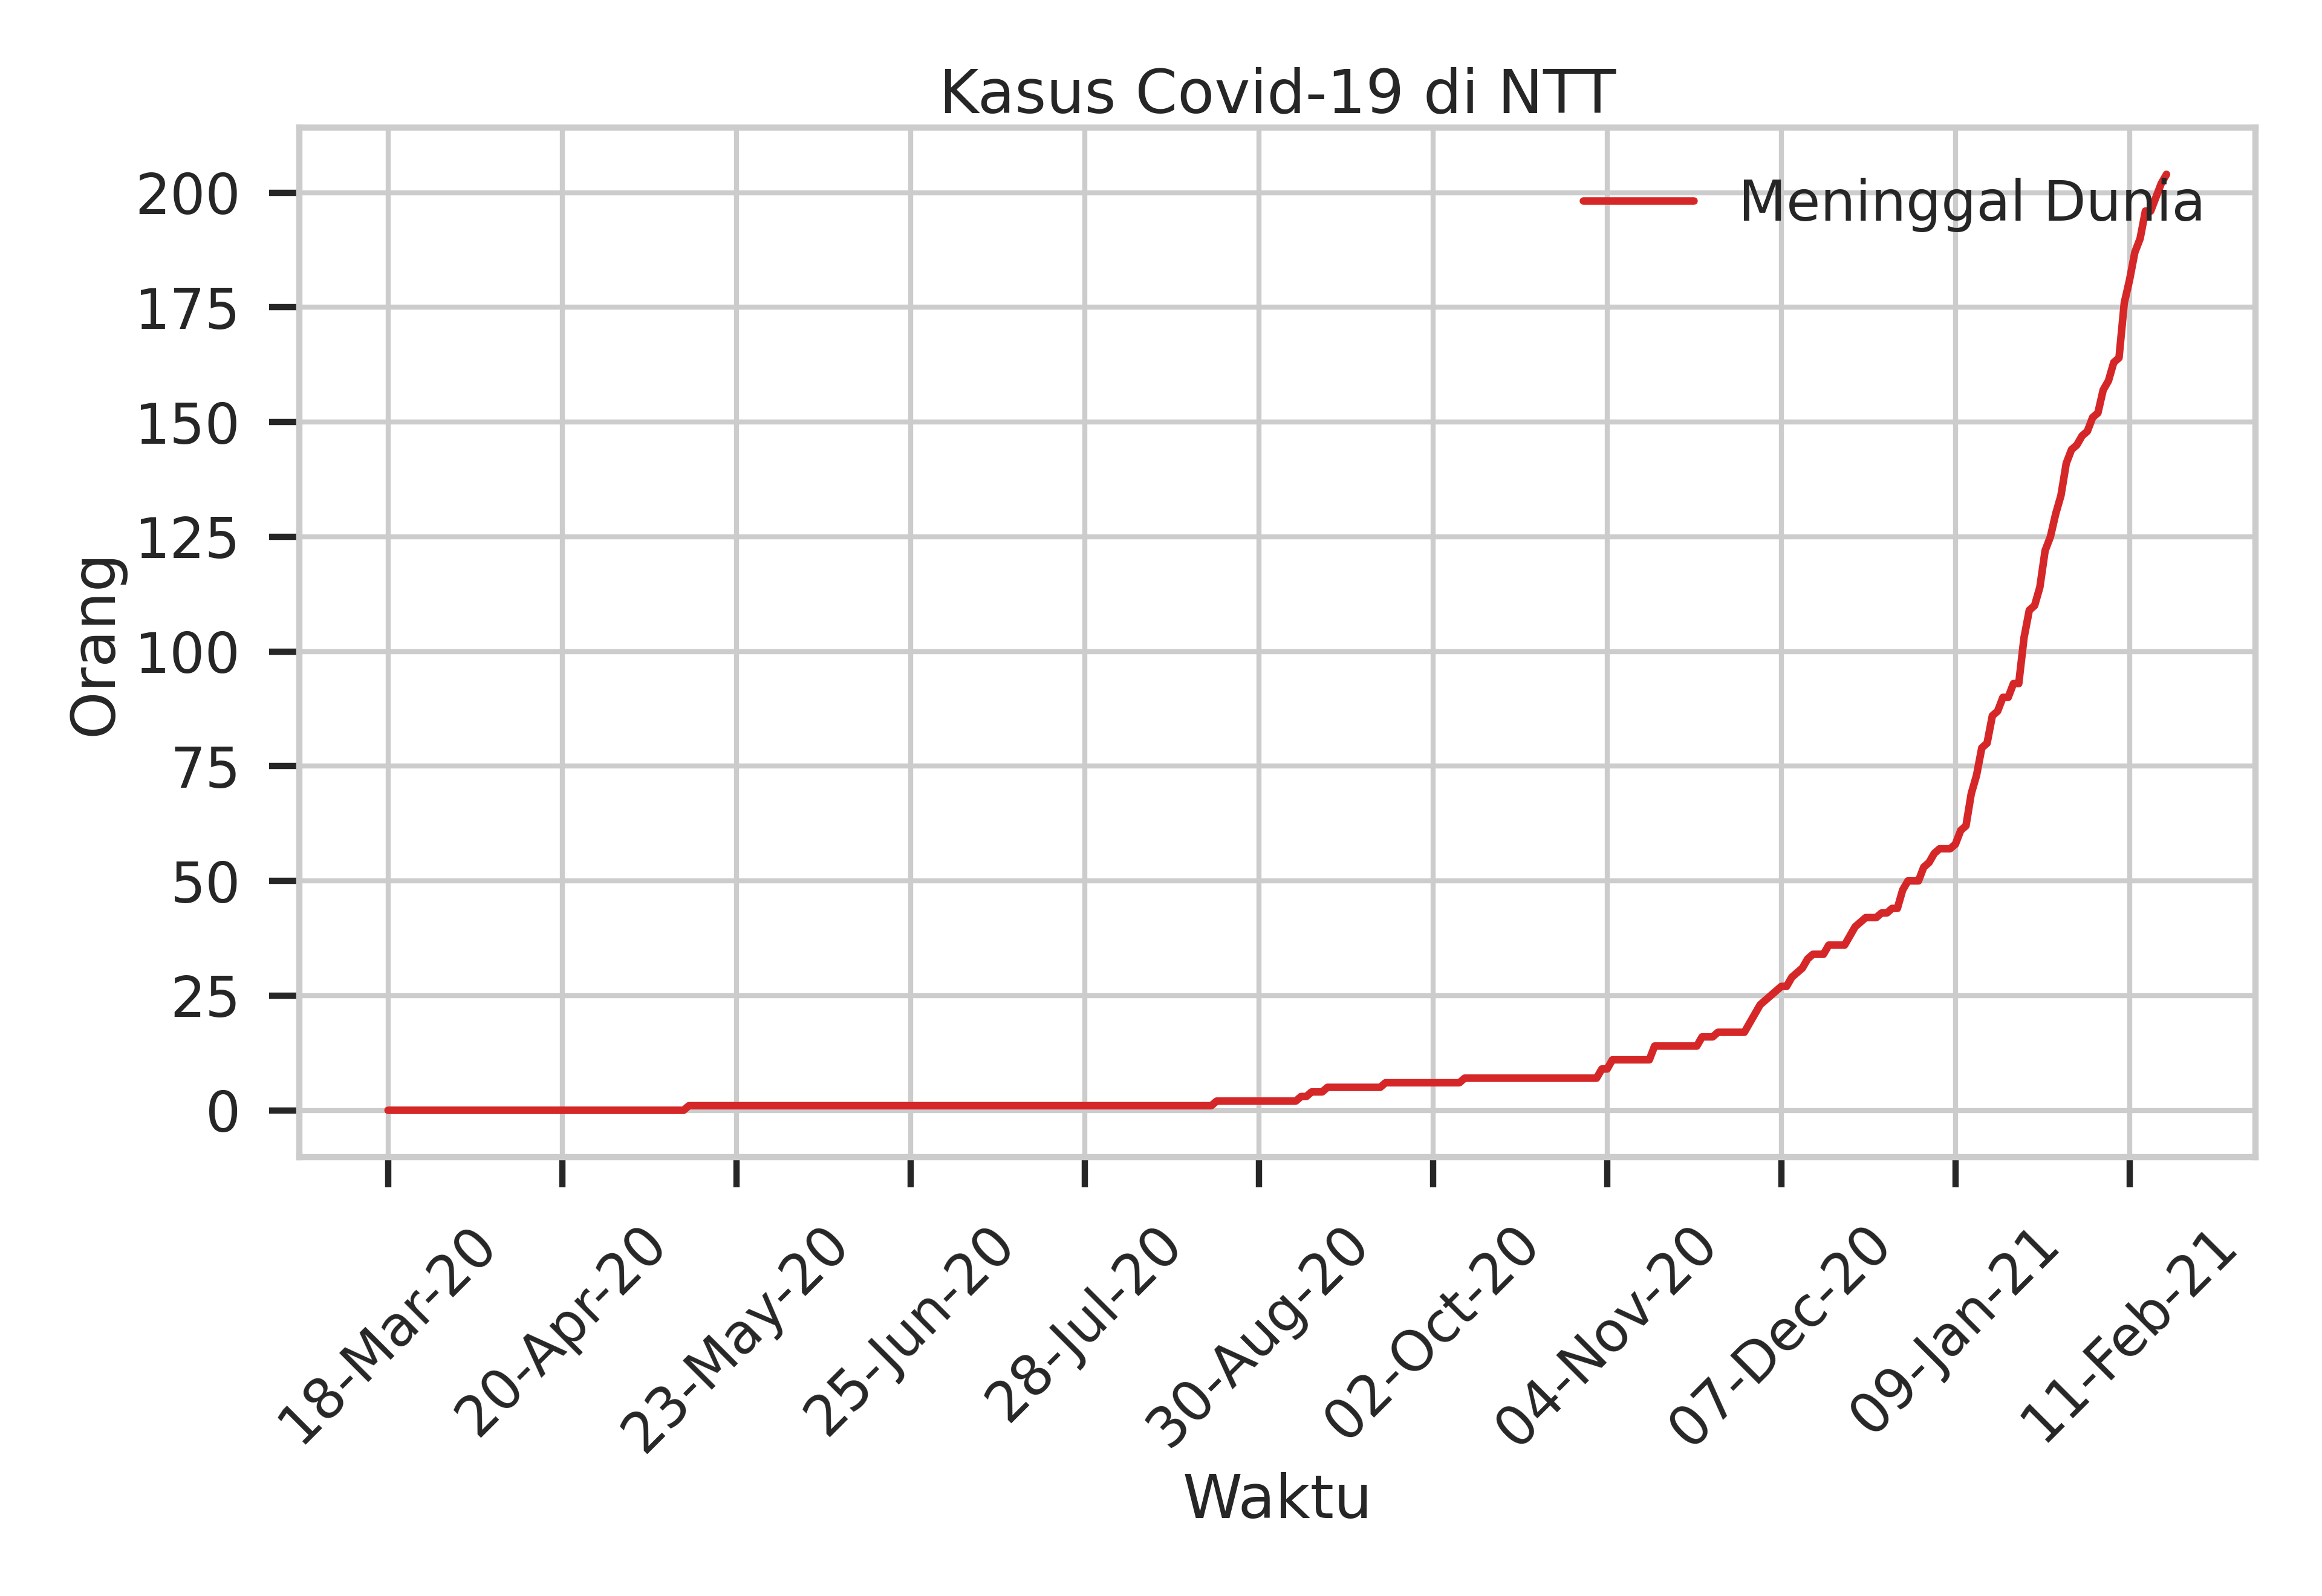 Kasus Covid-19 di NTT
Meninggal Dunia
Orang
200
175
150
125
100
75
50
25
0
18-Mar-20
20-Apr-20
23-May-20
25-Jun-20
28-Jul-20
30-Aug-20
02-Oct-20
04-Nov-20
07-Dec-20
09-Jan-21
11-Feb-21
Waktu